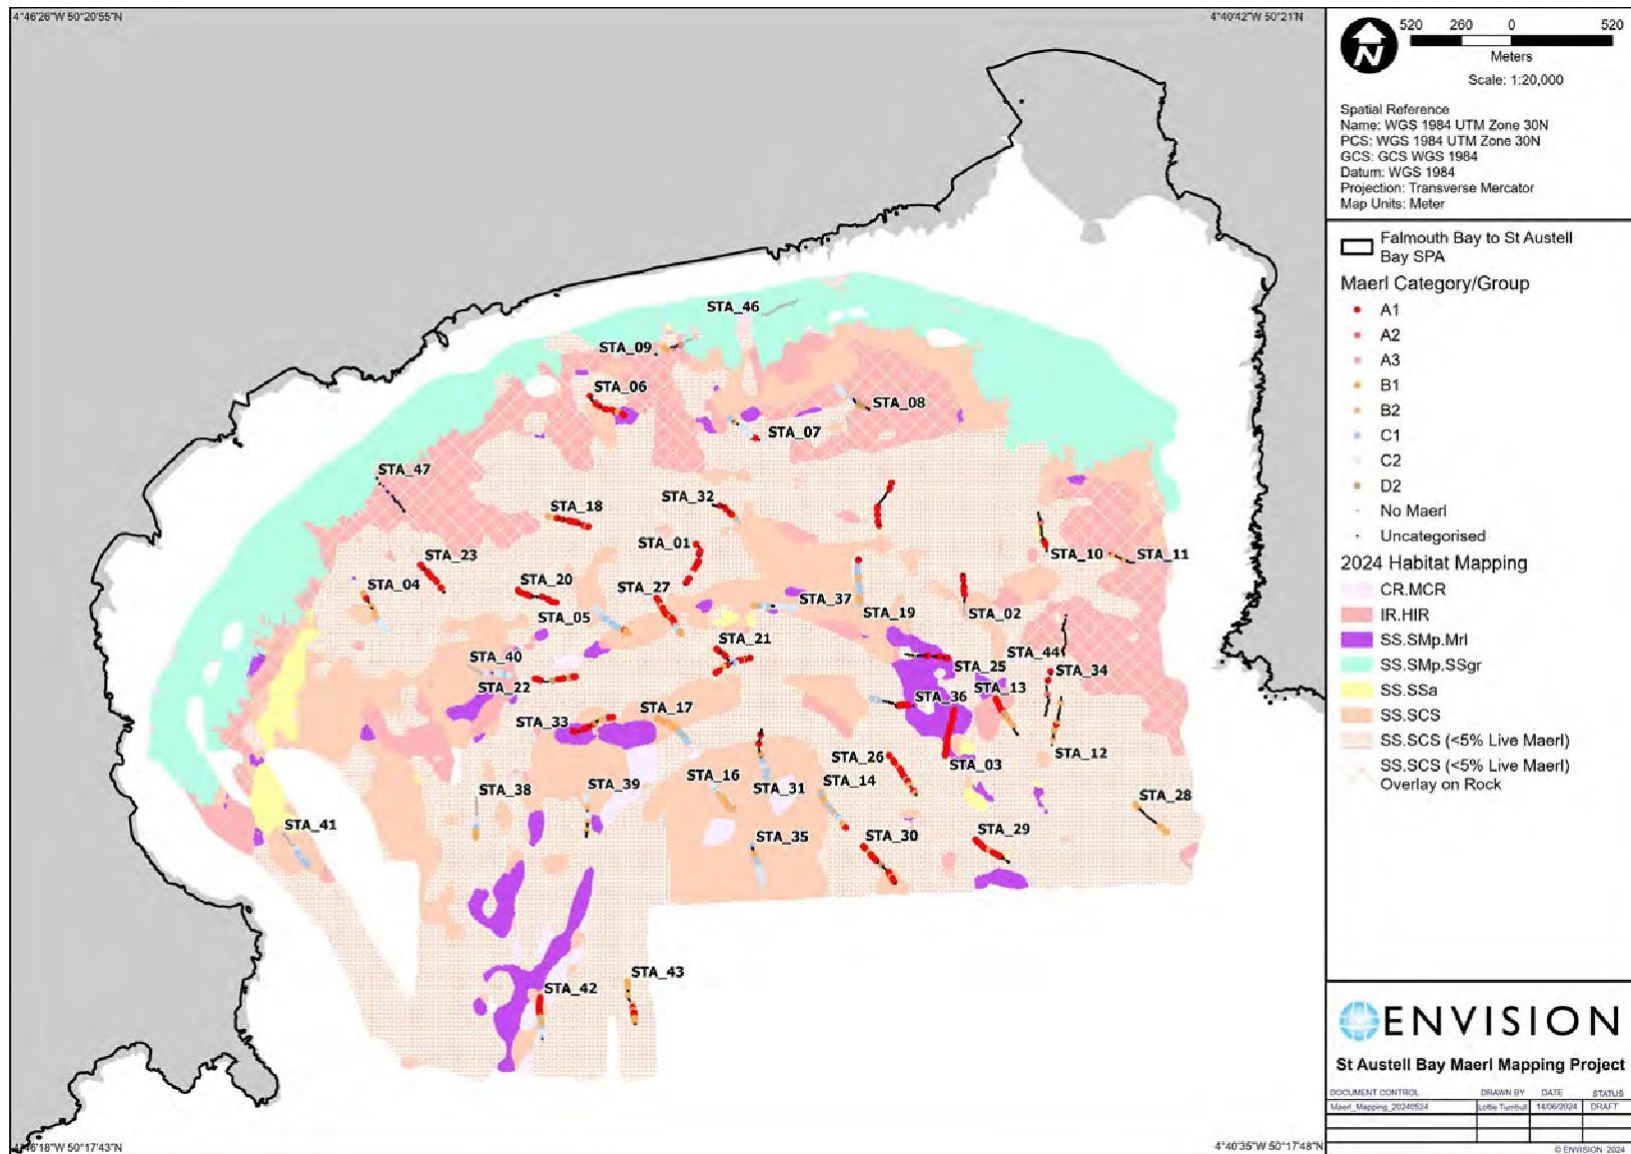 4°46'26"W 50°20'55"N
4°40'42"W 50°21'N
520 260 0 520
Meters
Scale: 1:20,000
N
Spatial Reference
Name: WGS 1984 UTM Zone 30N
PCS: WGS 1984 UTM Zone 30N
GCS: GCS WGS 1984
Datum: WGS 1984
Projection: Transverse Mercator
Map Units: Meter
Falmouth Bay to St Austell
Bay SPA
Maerl Category/Group
A1
A2
A3
B1
B2
C1
C2
D2
No Maerl
Uncategorised
2024 Habitat Mapping
CR.MCR
IR.HIR
SS.SMp.Mrl
SS.SMp.SSgr
SS.SSa
SS.SCS
SS.SCS (<5% Live Maerl)
SS.SCS (<5% Live Maerl)
Overlay on Rock
STA_46
STA_09
STA_06
STA_08
STA_07
STA_47
STA_32
STA_18
STA_01
STA_10
STA_11
STA_23
STA_04
STA_20
STA_27
STA_05
STA_37
STA_19
STA_02
STA_21
STA_44
STA_40
STA_25
STA_34
STA_22
STA_36
STA_13
STA_17
STA_33
STA_12
STA_26
STA_03
STA_16
STA_14
STA_38
STA_39
STA_31
STA_28
STA_41
STA_35
STA_30
STA_29
STA_43
STA_42
4°46'18"W 50°17'43"N
4°40'35"W 50°17'48"N
ENVISION
St Austell Bay Maerl Mapping Project
DOCUMENT CONTROL DRAWN BY DATE STATUS
Maerl_Mapping_20240524 Lottie Turnbull 14/06/2024 DRAFT
© ENVISION 2024